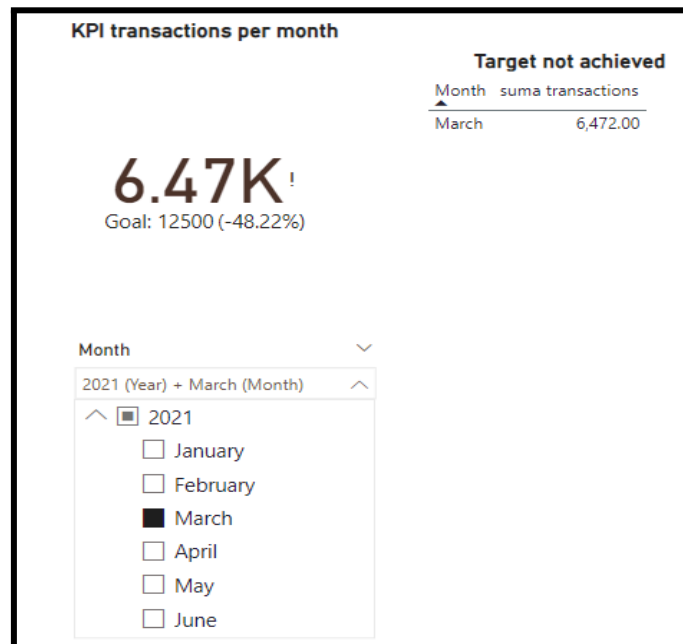 KPI transactions per month
Target not achieved
Month suma transactions
March 6,472.00
6.47K!
Goal: 12500 (-48.22%)
Month
2021 (Year) + March (Month)
2021
January
February
March
April
May
June